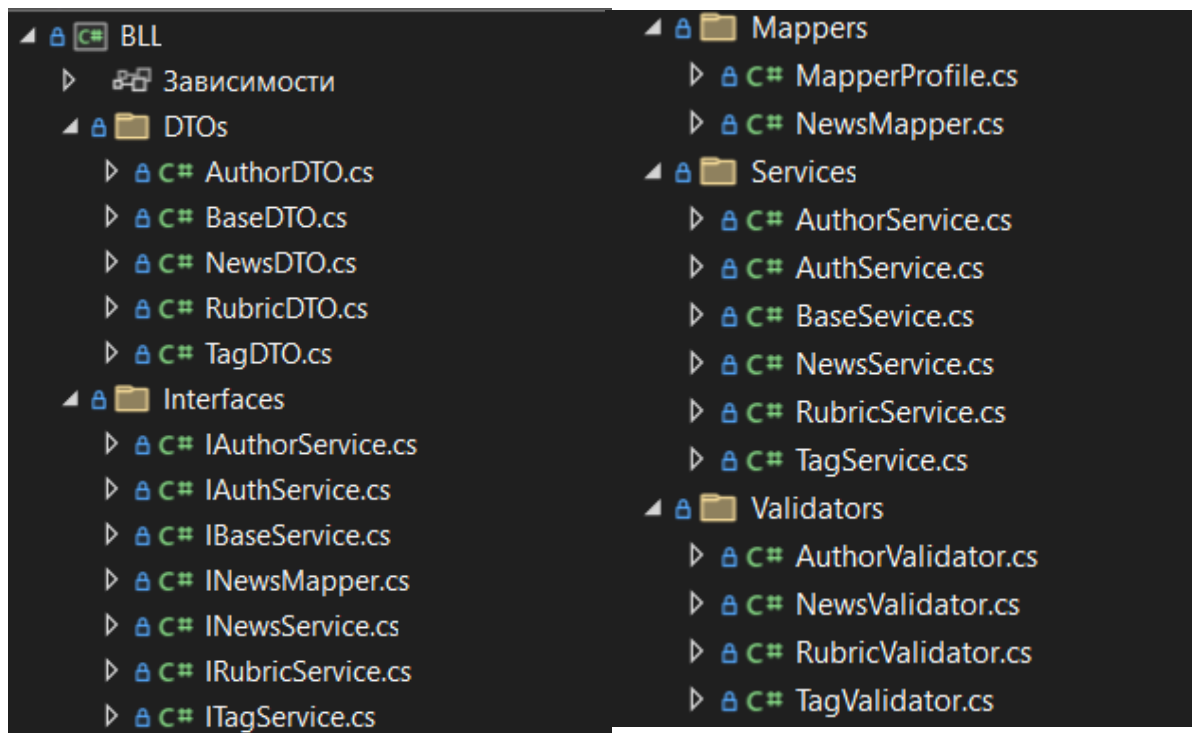 C# BLL
Зависимости
DTOs
C# AuthorDTO.cs
C# BaseDTO.cs
C# NewsDTO.cs
C# RubricDTO.cs
C# TagDTO.cs
Interfaces
C# IAuthorService.cs
C# IAuthService.cs
C# IBaseService.cs
C# INewsMapper.cs
C# INewsService.cs
C# IRubricService.cs
C# ITagService.cs
Mappers
C# MapperProfile.cs
C# NewsMapper.cs
Services
C# AuthorService.cs
C# AuthService.cs
C# BaseSevice.cs
C# NewsService.cs
C# RubricService.cs
C# TagService.cs
Validators
C# AuthorValidator.cs
C# NewsValidator.cs
C# RubricValidator.cs
C# TagValidator.cs